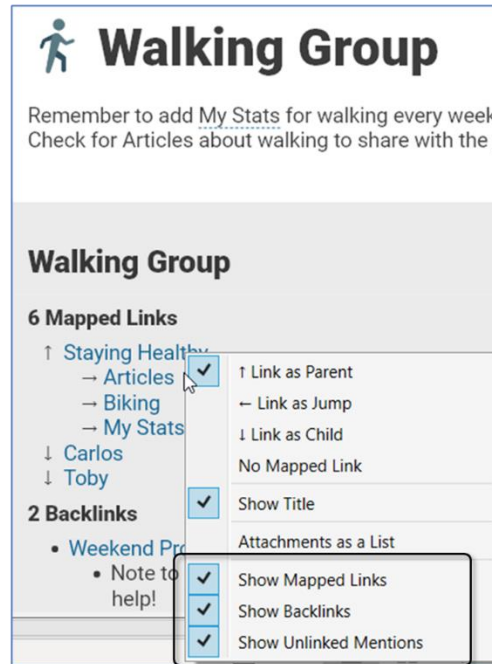 Walking Group
Remember to add My Stats for walking every week
Check for Articles about walking to share with the
Walking Group
6 Mapped Links
↑ Staying Healthy
→ Articles
→ Biking
→ My Stats
↓ Carlos
↓ Toby
2 Backlinks
• Weekend Pr
• Note to
help!
↑ Link as Parent
← Link as Jump
↓ Link as Child
No Mapped Link
Show Title
Attachments as a List
Show Mapped Links
Show Backlinks
Show Unlinked Mentions